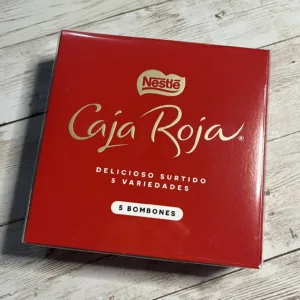 Nestlé
Caja Roja®
DELICIOSO SURTIDO
5 VARIEDADES
5 BOMBONES